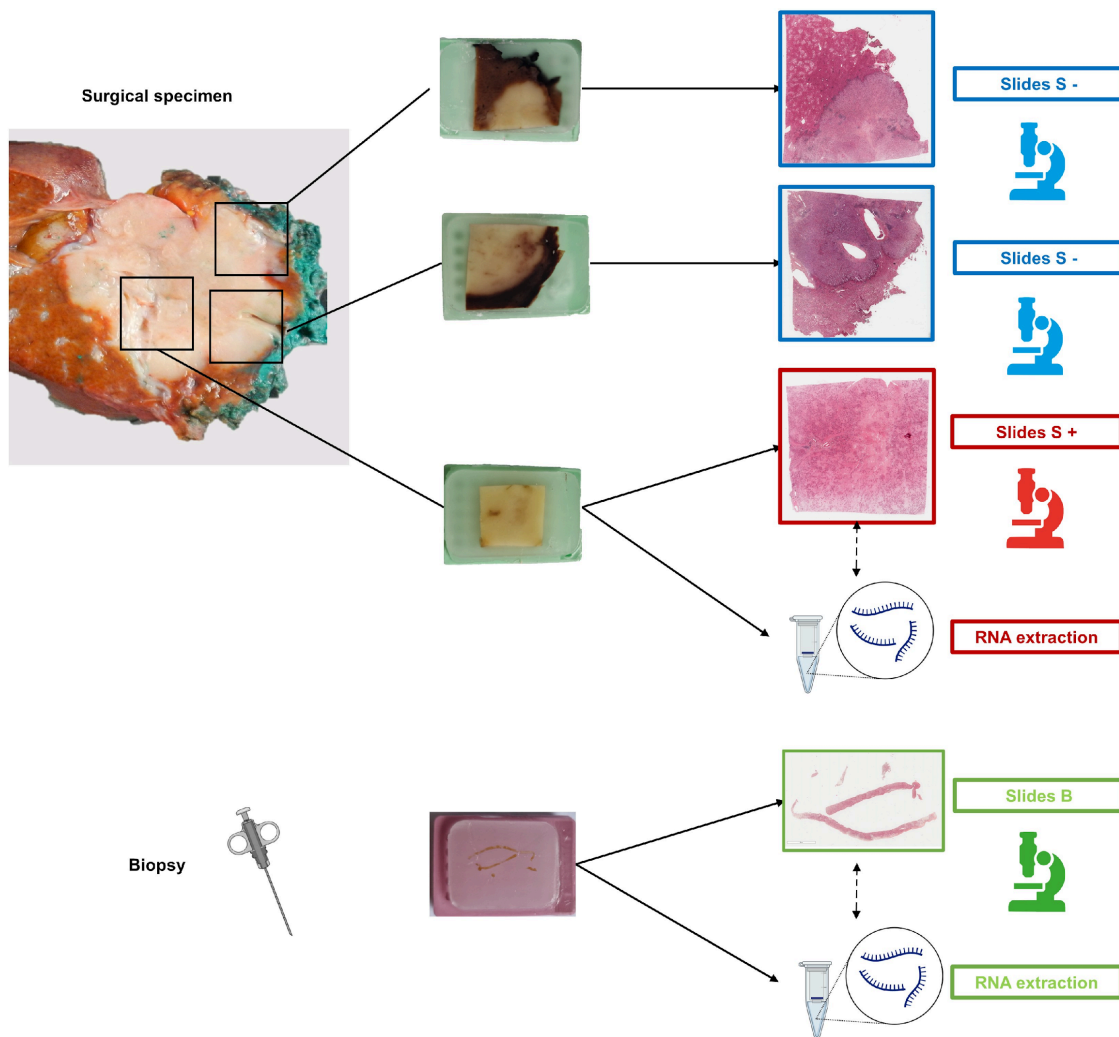 Surgical specimen
Slides S -
Slides S -
Slides S +
RNA extraction
Biopsy
Slides B
RNA extraction